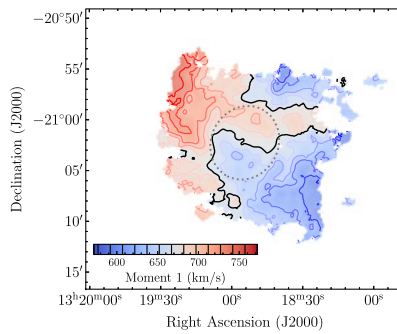 −20°50′
55′
−21°00′
05′
10′
15′
Declination (J2000)
600 650 700 750
Moment 1 (km/s)
13ʰ20ᵐ00ˢ 19ᵐ30ˢ 00ˢ 18ᵐ30ˢ 00ˢ
Right Ascension (J2000)